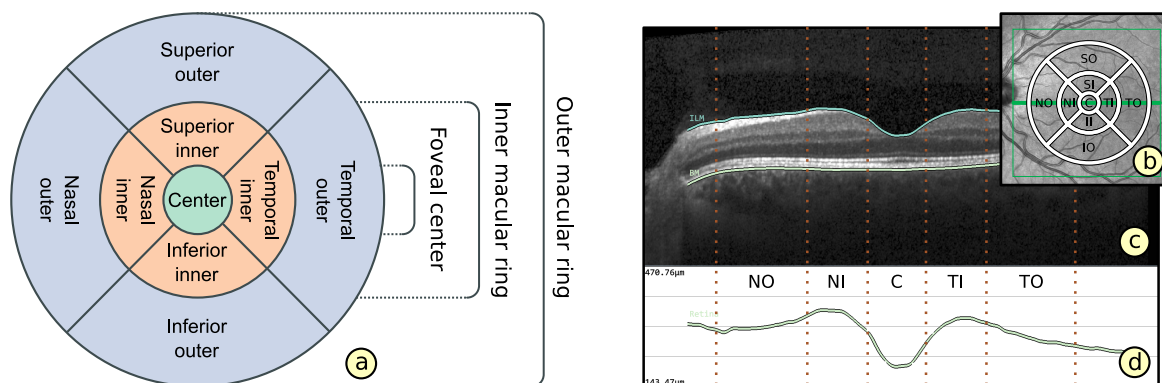 Superior
outer
Superior
inner
Nasal
outer
Nasal
inner
Center
Temporal
inner
Temporal
outer
Inferior
inner
Inferior
outer
Foveal center
Inner macular ring
Outer macular ring
a
SO
SI
NO NI C TI TO
II
IO
b
ILM
BM
c
470.76µm
NO NI C TI TO
Retina
d
143.47µm